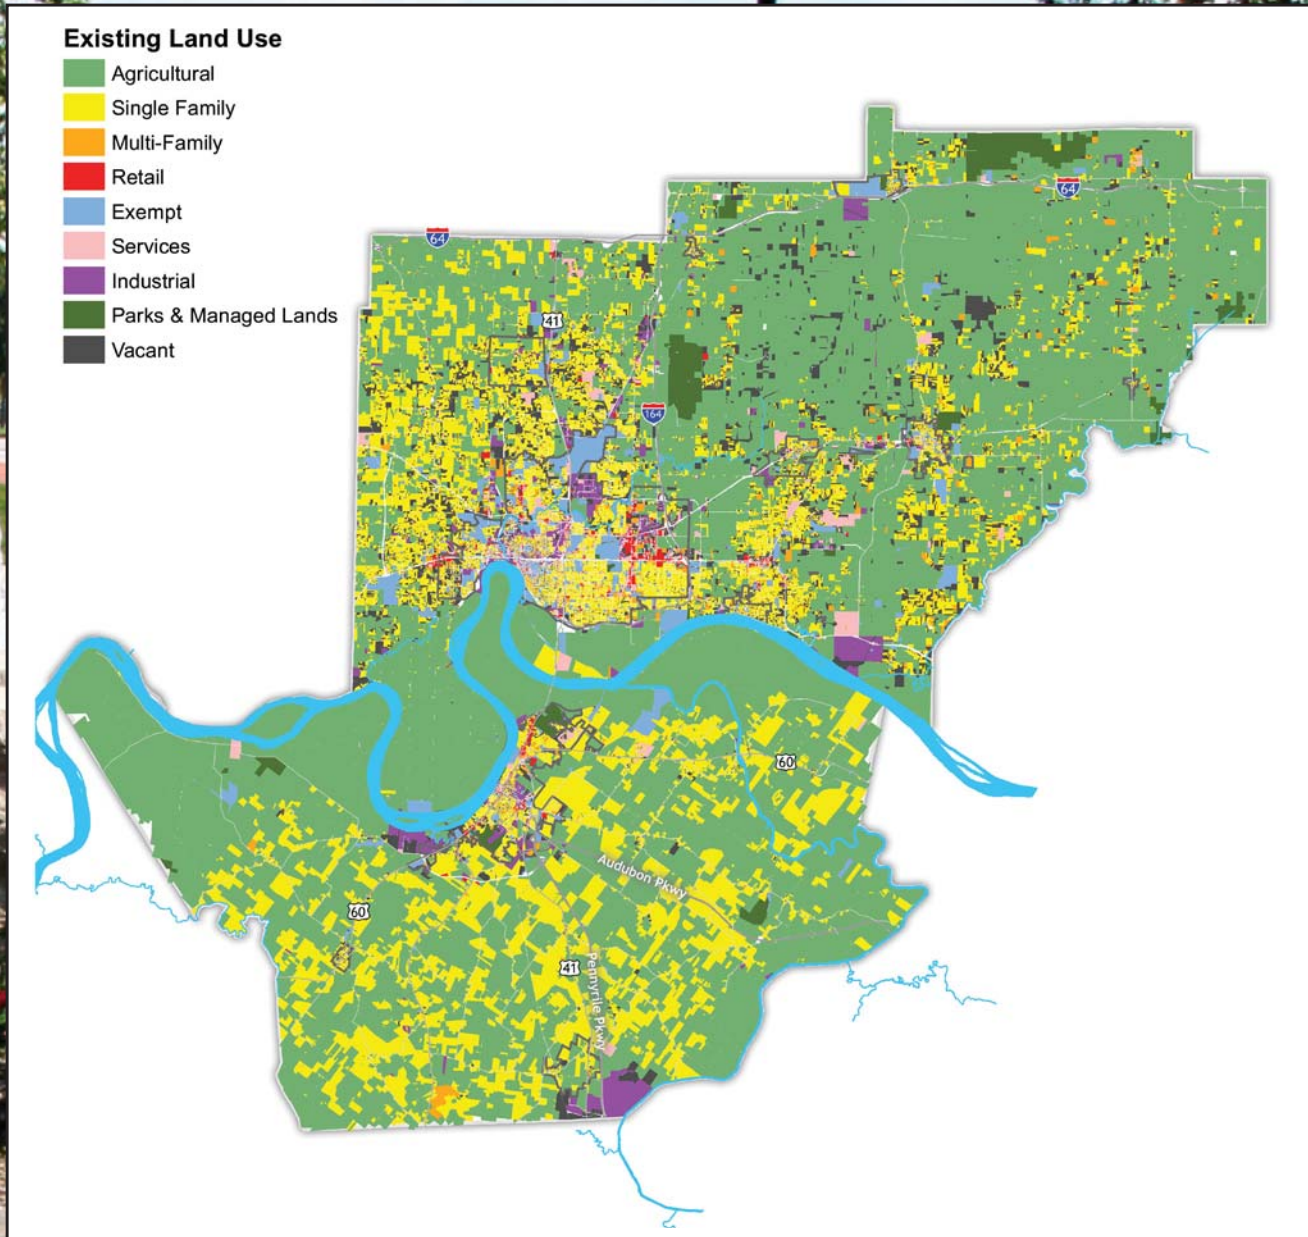 Existing Land Use
Agricultural
Single Family
Multi-Family
Retail
Exempt
Services
Industrial
Parks & Managed Lands
Vacant
64
64
41
164
60
Audubon Pkwy
60
41
Pennyrile Pkwy